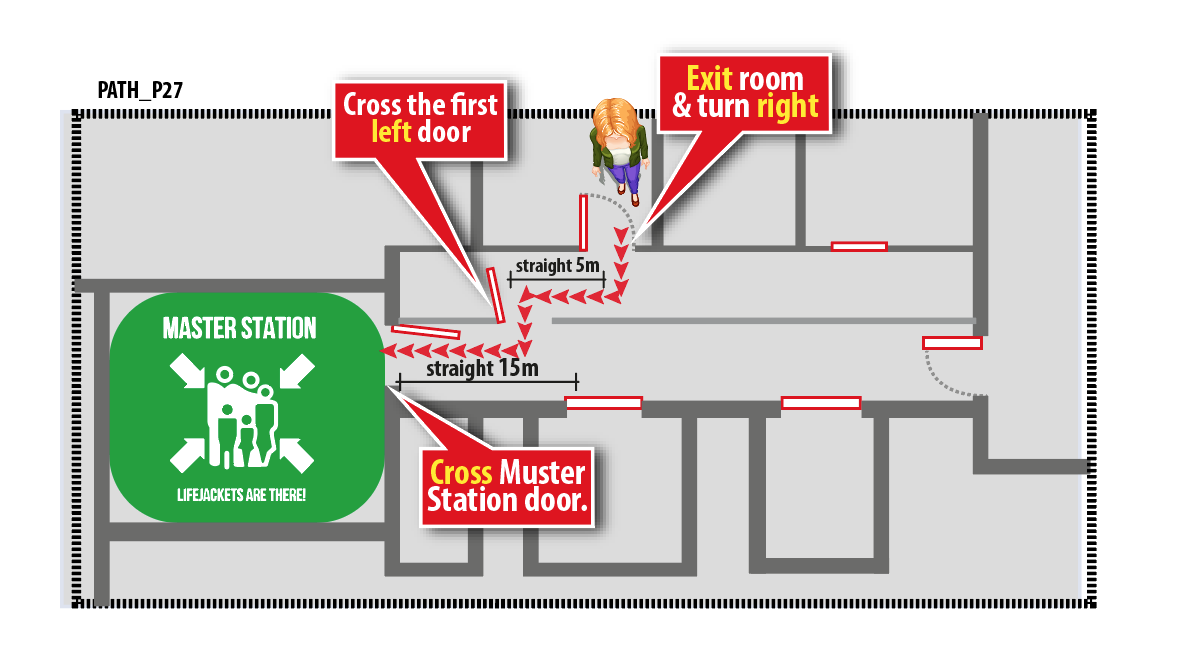 PATH_P27
Cross the first
left door
Exit room
& turn right
straight 5m
MASTER STATION
straight 15m
Cross Muster
Station door.
LIFEJACKETS ARE THERE!